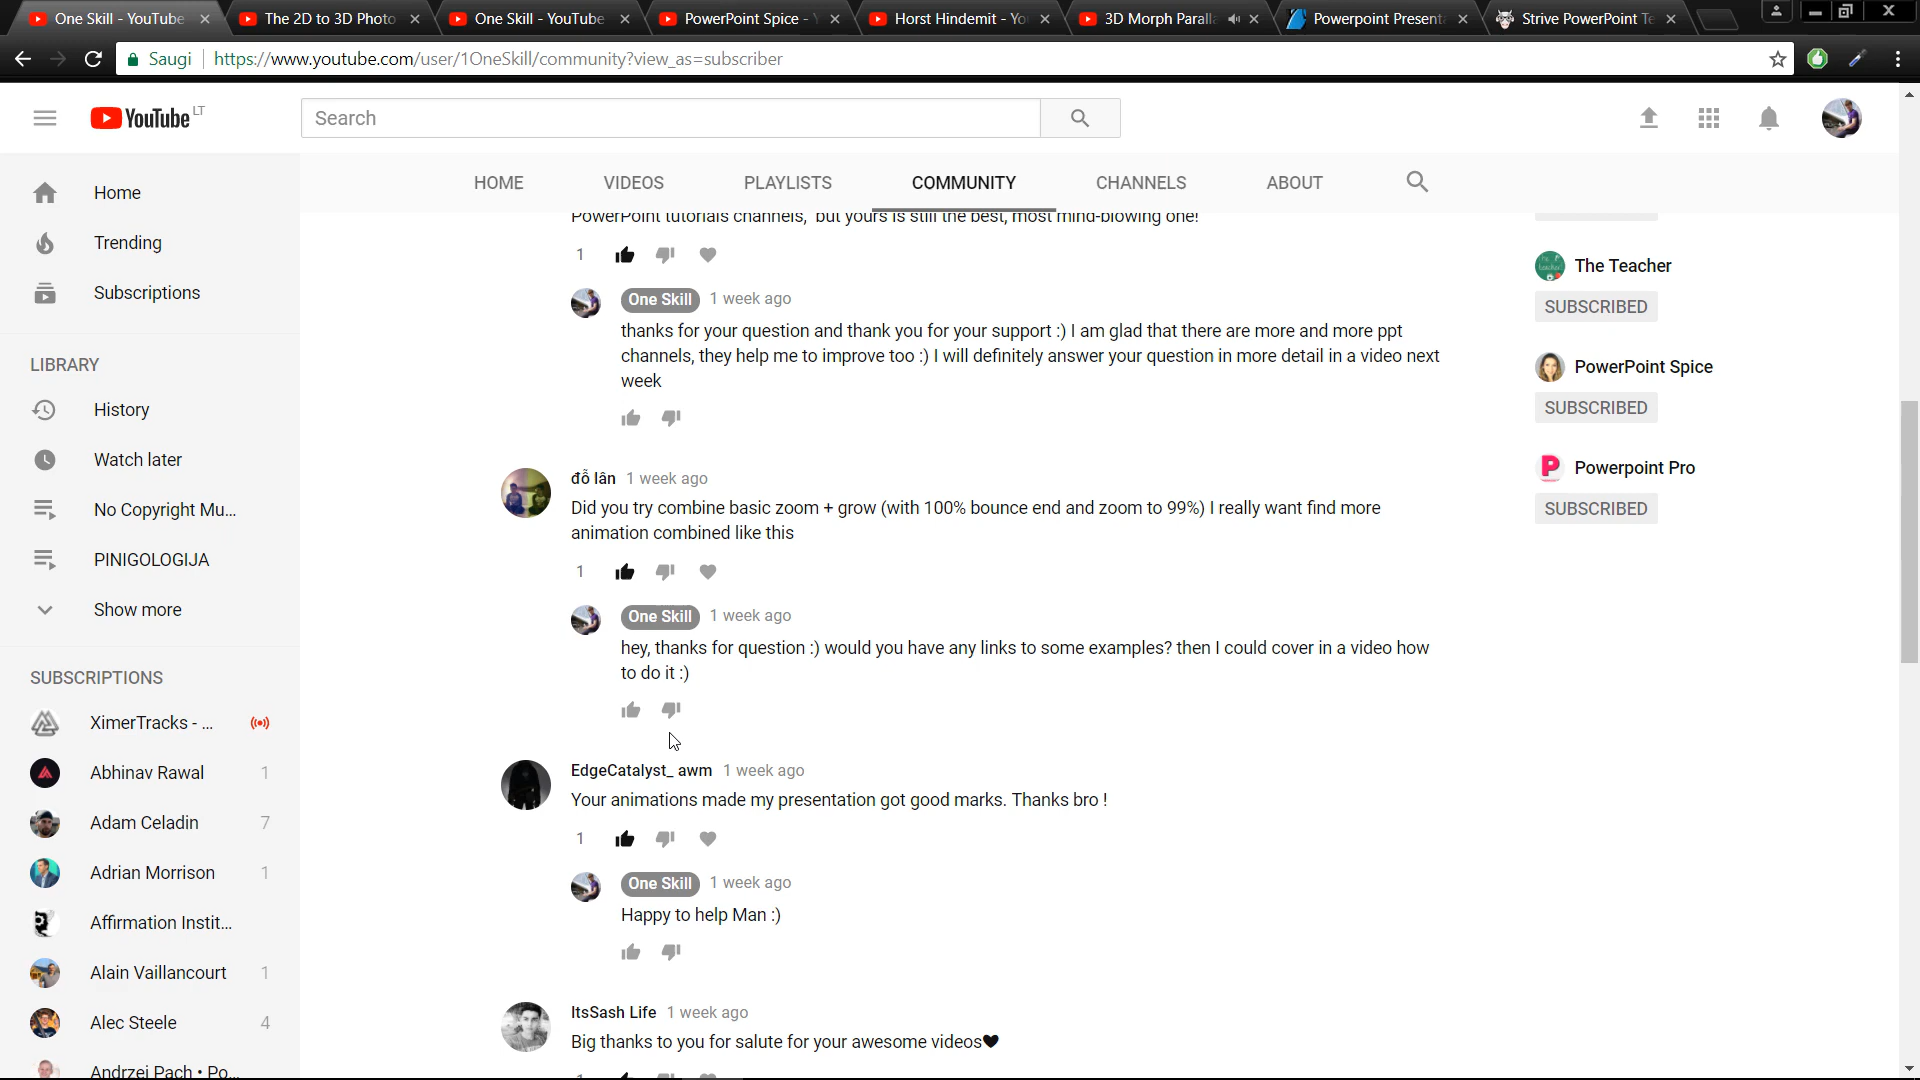 One Skill - YouTube
The 2D to 3D Photo
One Skill - YouTube
PowerPoint Spice -
Horst Hindemit - Yo
3D Morph Paralla
Powerpoint Present
Strive PowerPoint Te
Saugi
https://www.youtube.com/user/1OneSkill/community?view_as=subscriber
YouTube LT
Search
Home
Trending
Subscriptions
LIBRARY
History
Watch later
No Copyright Mu...
PINIGOLOGIJA
Show more
SUBSCRIPTIONS
XimerTracks - ...
Abhinav Rawal 1
Adam Celadin 7
Adrian Morrison 1
Affirmation Instit...
Alain Vaillancourt 1
Alec Steele 4
Andrzej Pach • Po...
HOME VIDEOS PLAYLISTS COMMUNITY CHANNELS ABOUT
PowerPoint tutorials channels, but yours is still the best, most mind-blowing one!
1
One Skill 1 week ago
thanks for your question and thank you for your support :) I am glad that there are more and more ppt
channels, they help me to improve too :) I will definitely answer your question in more detail in a video next
week
đỗ lân 1 week ago
Did you try combine basic zoom + grow (with 100% bounce end and zoom to 99%) I really want find more
animation combined like this
1
One Skill 1 week ago
hey, thanks for question :) would you have any links to some examples? then I could cover in a video how
to do it :)
EdgeCatalyst_ awm 1 week ago
Your animations made my presentation got good marks. Thanks bro !
1
One Skill 1 week ago
Happy to help Man :)
ItsSash Life 1 week ago
Big thanks to you for salute for your awesome videos🖤
The Teacher
SUBSCRIBED
PowerPoint Spice
SUBSCRIBED
Powerpoint Pro
SUBSCRIBED